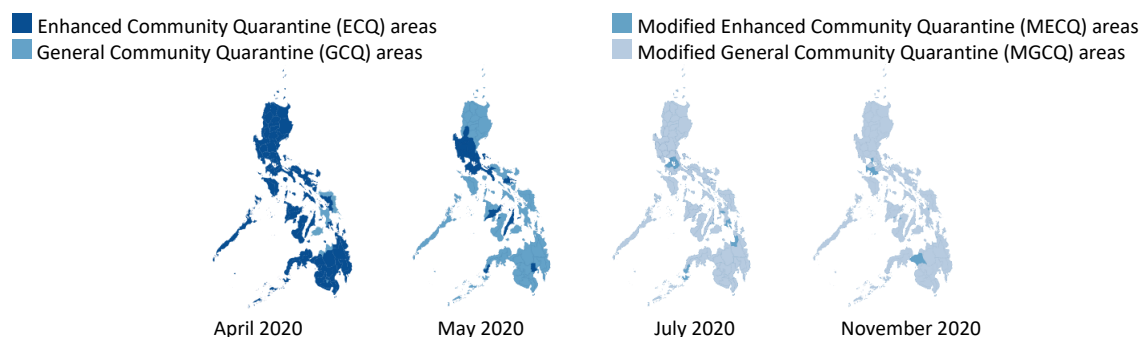 Enhanced Community Quarantine (ECQ) areas
General Community Quarantine (GCQ) areas
Modified Enhanced Community Quarantine (MECQ) areas
Modified General Community Quarantine (MGCQ) areas
April 2020
May 2020
July 2020
November 2020